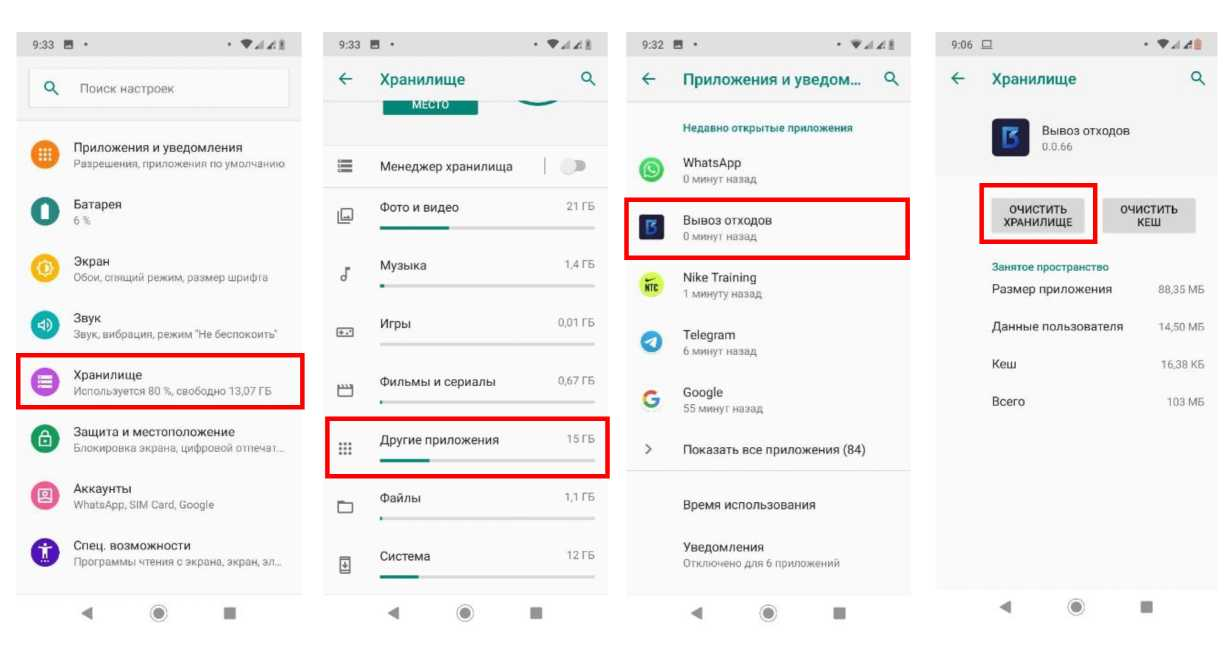 9:33
Поиск настроек
Приложения и уведомления
Разрешения, приложения по умолчанию
Батарея
6 %
Экран
Обои, спящий режим, размер шрифта
Звук
Звук, вибрация, режим "Не беспокоить"
Хранилище
Используется 80 %, свободно 13,07 ГБ
Защита и местоположение
Блокировка экрана, цифровой отпечат...
Аккаунты
WhatsApp, SIM Card, Google
Спец. возможности
Программы чтения с экрана, экран, эл...
9:33
Хранилище
МЕСТО
Менеджер хранилища
Фото и видео 21 ГБ
Музыка 1,4 ГБ
Игры 0,01 ГБ
Фильмы и сериалы 0,67 ГБ
Другие приложения 15 ГБ
Файлы 1,1 ГБ
Система 12 ГБ
9:32
Приложения и уведом...
Недавно открытые приложения
WhatsApp
0 минут назад
Вывоз отходов
0 минут назад
NTC
Nike Training
1 минуту назад
Telegram
6 минут назад
Google
55 минут назад
Показать все приложения (84)
Время использования
Уведомления
Отключено для 6 приложений
9:06
Хранилище
Вывоз отходов
0.0.66
ОЧИСТИТЬ
ХРАНИЛИЩЕ
ОЧИСТИТЬ
КЕШ
Занятое пространство
Размер приложения 88,35 МБ
Данные пользователя 14,50 МБ
Кеш 16,38 КБ
Всего 103 МБ